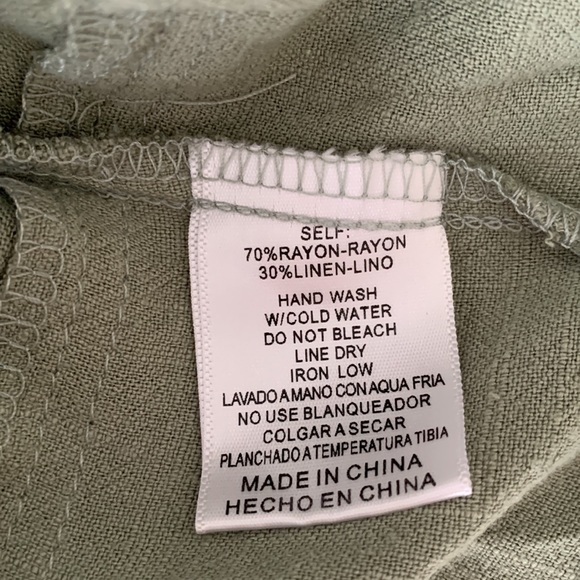 SELF:
70%RAYON-RAYON
30%LINEN-LINO
HAND WASH
W/COLD WATER
DO NOT BLEACH
LINE DRY
IRON LOW
LAVADO A MANO CON AQUA FRIA
NO USE BLANQUEADOR
COLGAR A SECAR
PLANCHADO A TEMPERATURA TIBIA
MADE IN CHINA
HECHO EN CHINA